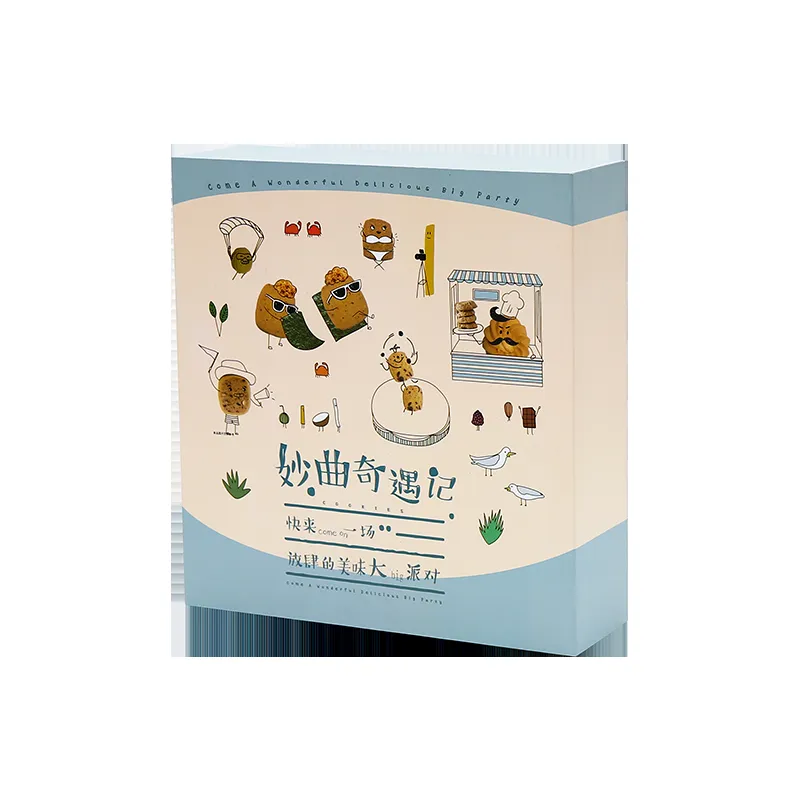 Come A Wonderful Delicious Big Party
妙曲奇遇记
COOKIES
快来come on一场
放肆的美味大big派对
Come A Wonderful Delicious Big Party